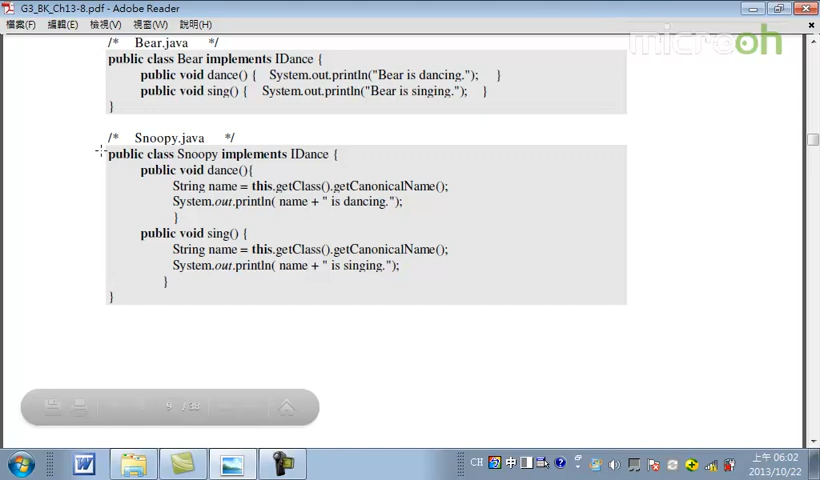 G3_BK_Ch13-8.pdf - Adobe Reader
檔案(F) 編輯(E) 檢視(V) 視窗(W) 說明(H)
microoh
/* Bear.java */
public class Bear implements IDance {
public void dance() { System.out.println("Bear is dancing."); }
public void sing() { System.out.println("Bear is singing."); }
}
/* Snoopy.java */
public class Snoopy implements IDance {
public void dance(){
String name = this.getClass().getCanonicalName();
System.out.println( name + " is dancing.");
}
public void sing() {
String name = this.getClass().getCanonicalName();
System.out.println( name + " is singing.");
}
}
9 / 38
CH 中 上午 06:02
2013/10/22